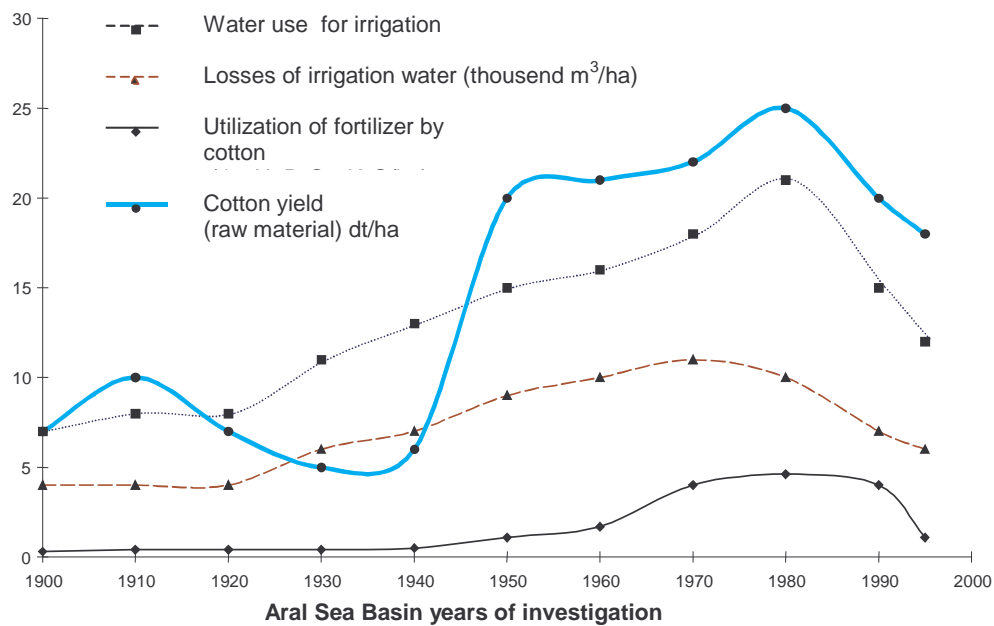 30
25
20
15
10
5
0
Water use for irrigation
Losses of irrigation water (thousend m³/ha)
Utilization of fortilizer by
cotton
Cotton yield
(raw material) dt/ha
1900 1910 1920 1930 1940 1950 1960 1970 1980 1990 2000
Aral Sea Basin years of investigation